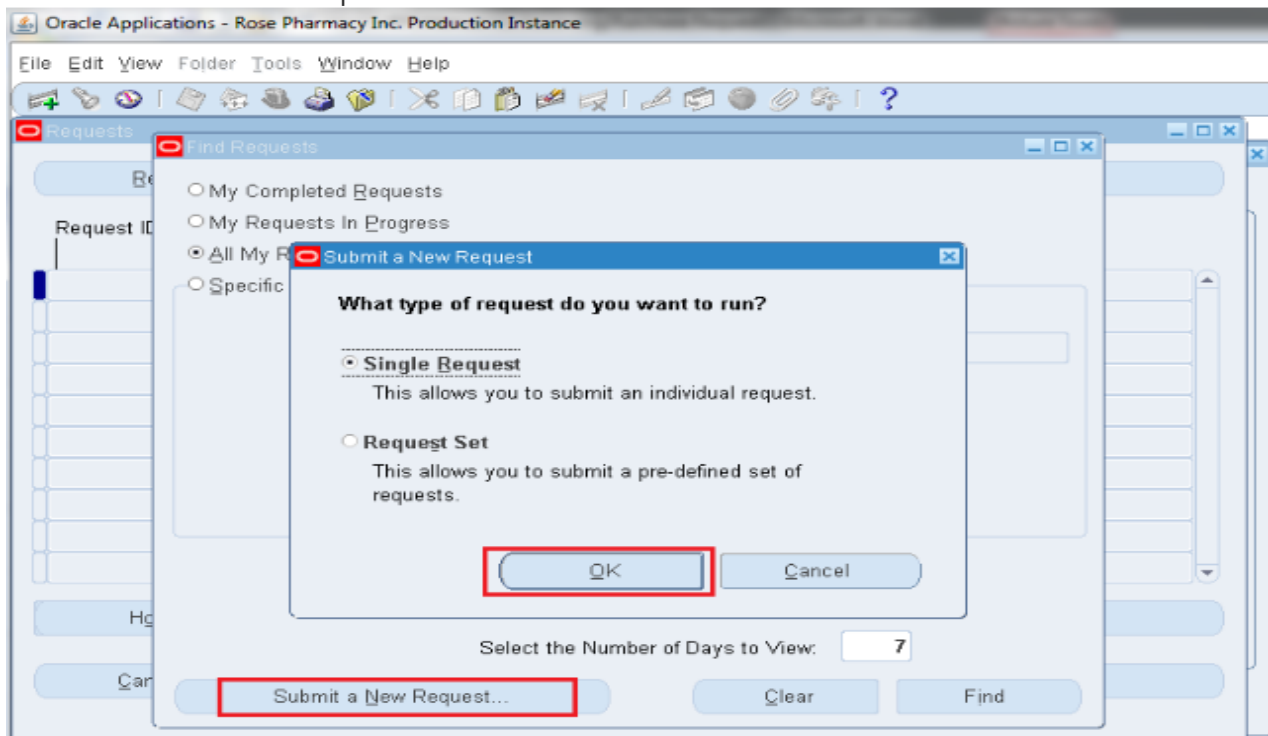 Oracle Applications - Rose Pharmacy Inc. Production Instance
File Edit View Folder Tools Window Help
Requests
Find Requests
Re
My Completed Requests
Request ID
My Requests In Progress
All My R
Submit a New Request
Specific
What type of request do you want to run?
Single Request
This allows you to submit an individual request.
Request Set
This allows you to submit a pre-defined set of
requests.
OK Cancel
Ho
Select the Number of Days to View: 7
Can
Submit a New Request... Clear Find